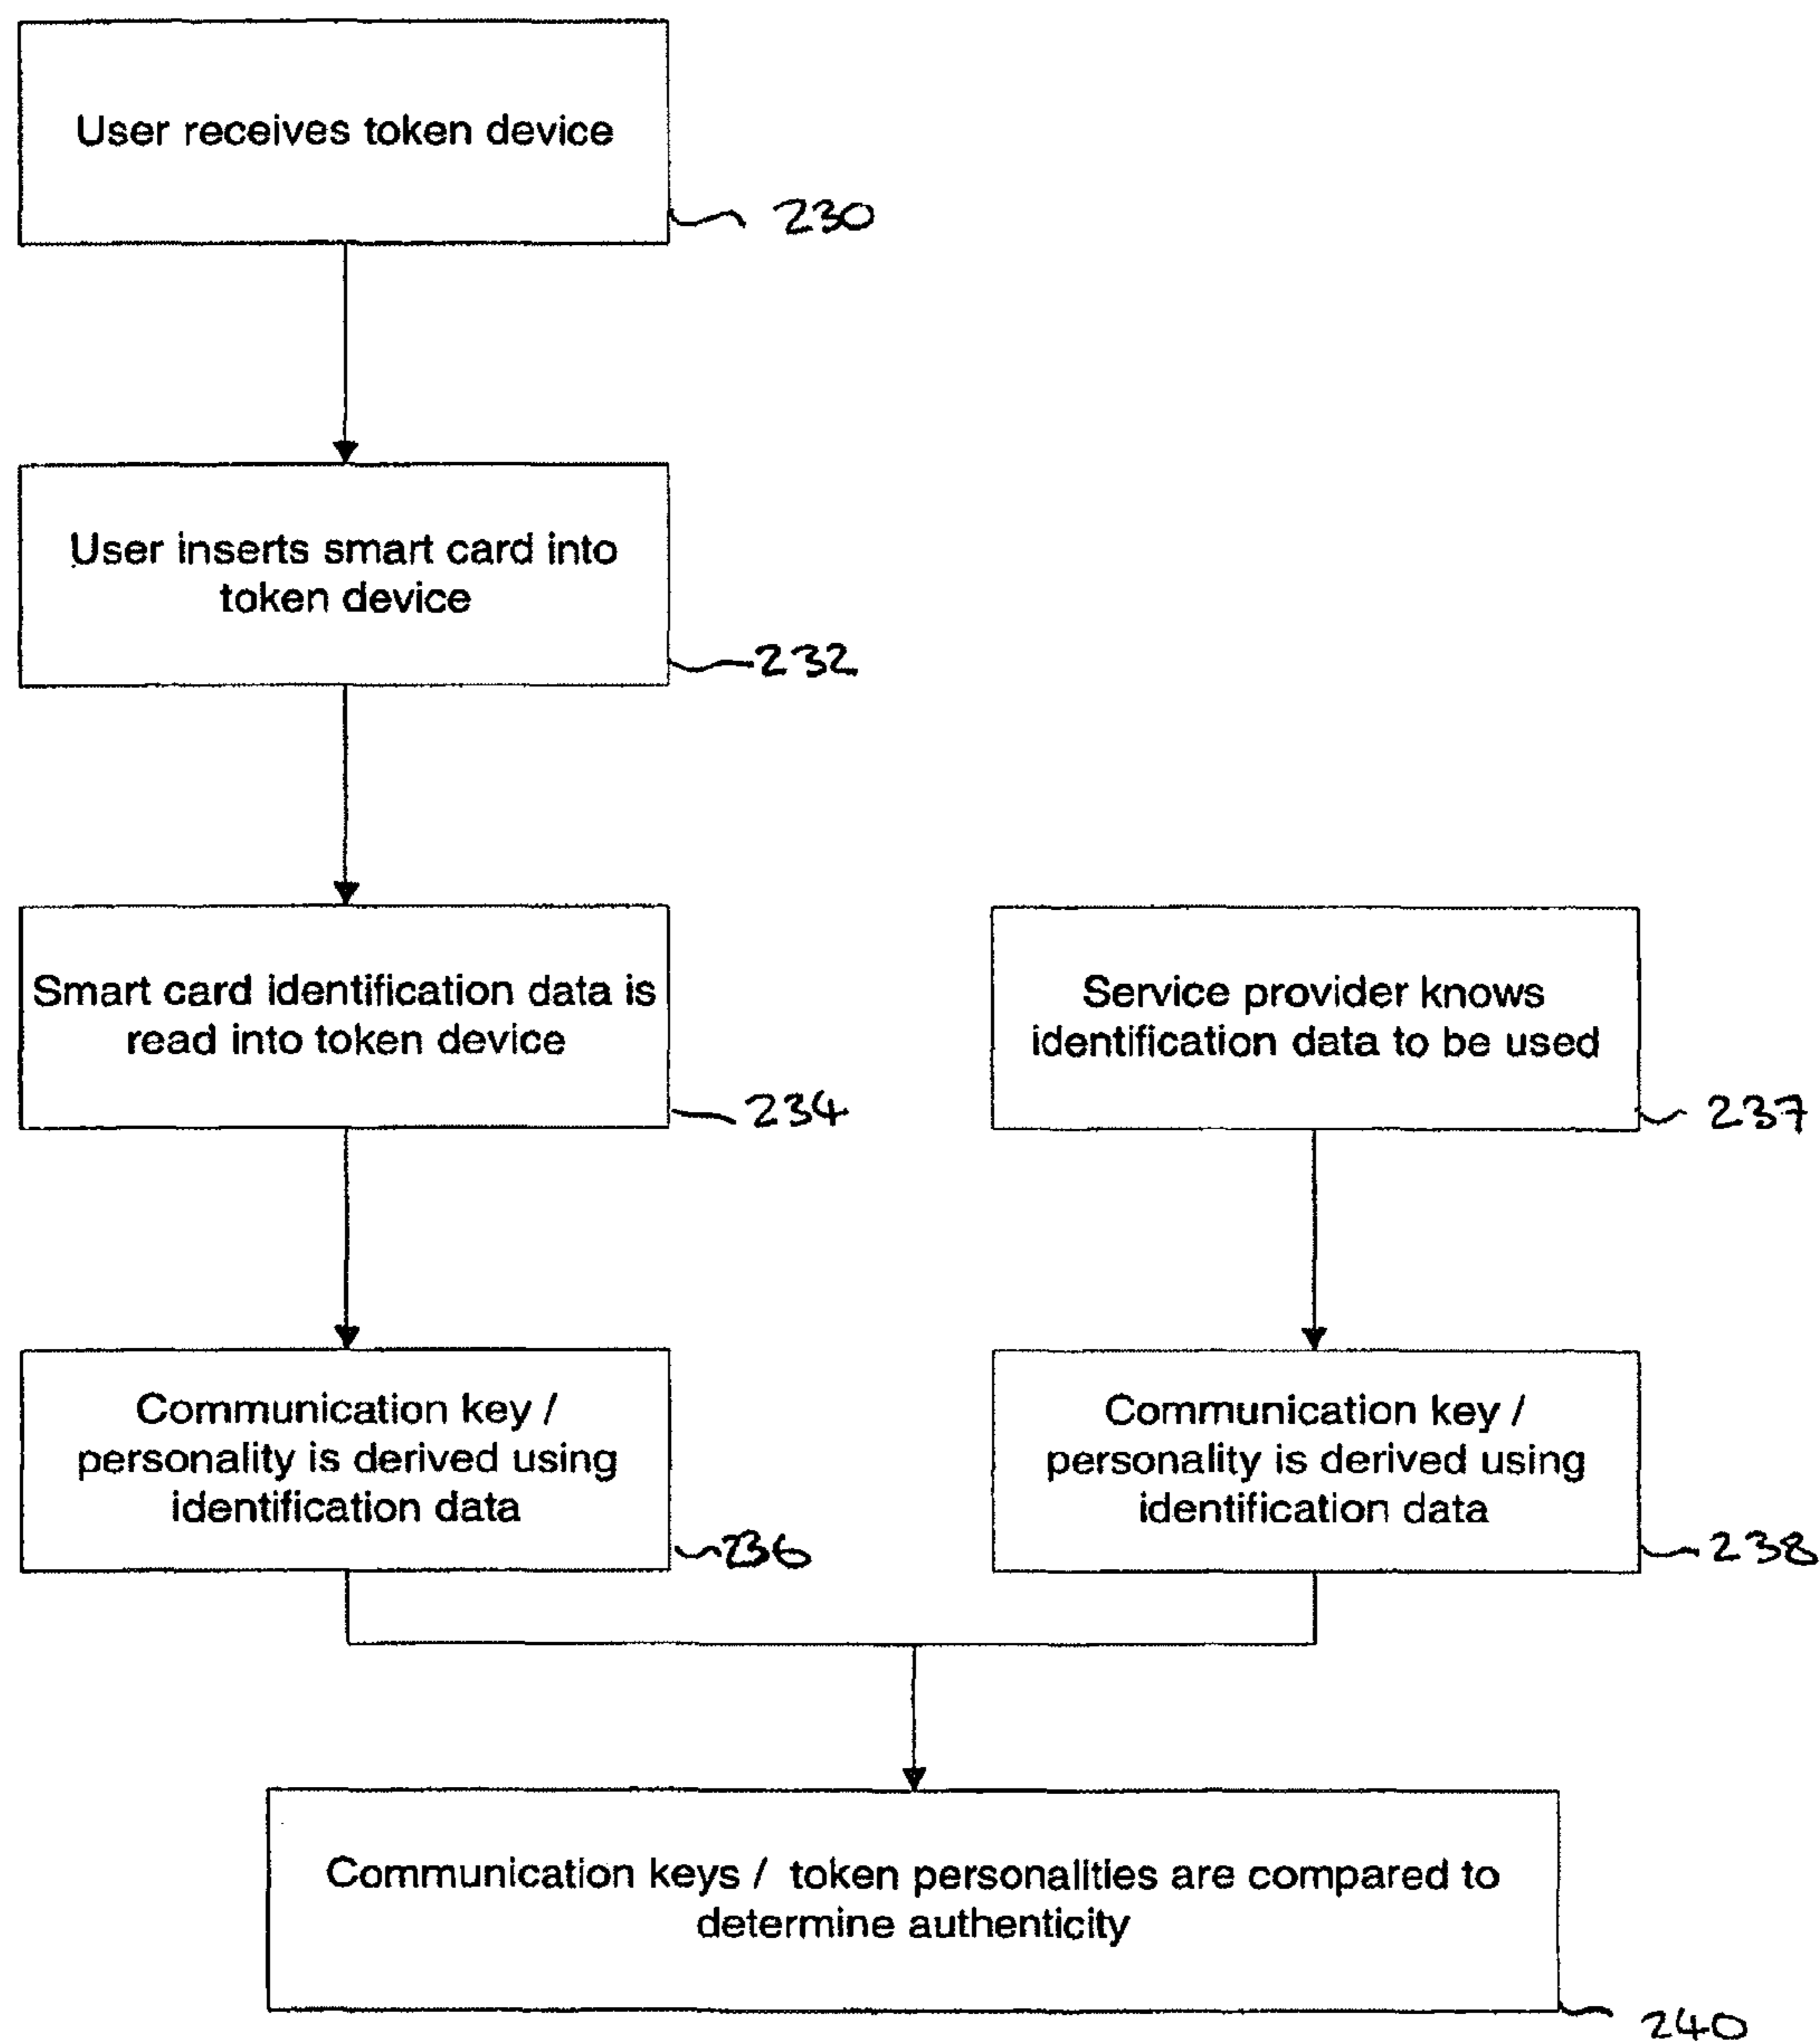 User receives token device
230
User inserts smart card into
token device
232
Smart card identification data is
read into token device
234
Service provider knows
identification data to be used
237
Communication key /
personality is derived using
identification data
236
Communication key /
personality is derived using
identification data
238
Communication keys / token personalities are compared to
determine authenticity
240